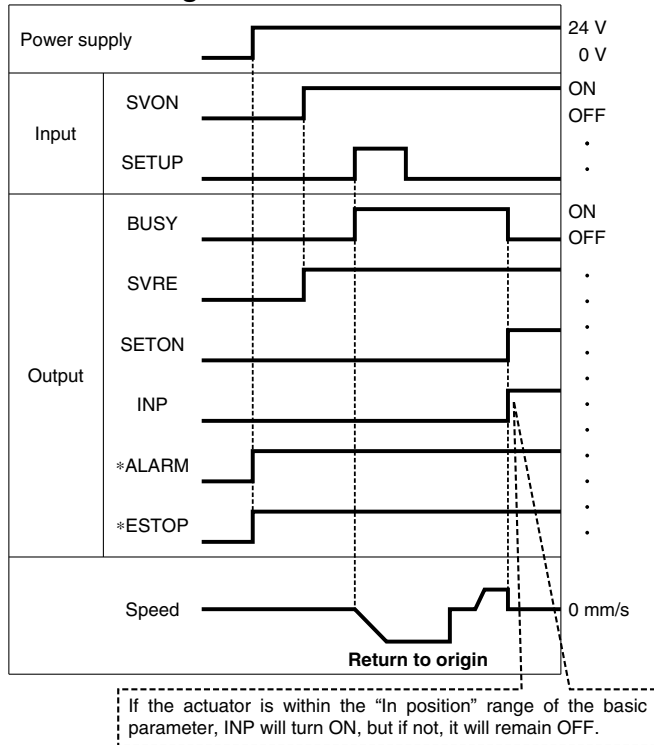 Power supply
24 V
0 V
Input
SVON
ON
OFF
SETUP
Output
BUSY
ON
OFF
SVRE
SETON
INP
*ALARM
*ESTOP
Speed
0 mm/s
Return to origin
If the actuator is within the “In position” range of the basic
parameter, INP will turn ON, but if not, it will remain OFF.